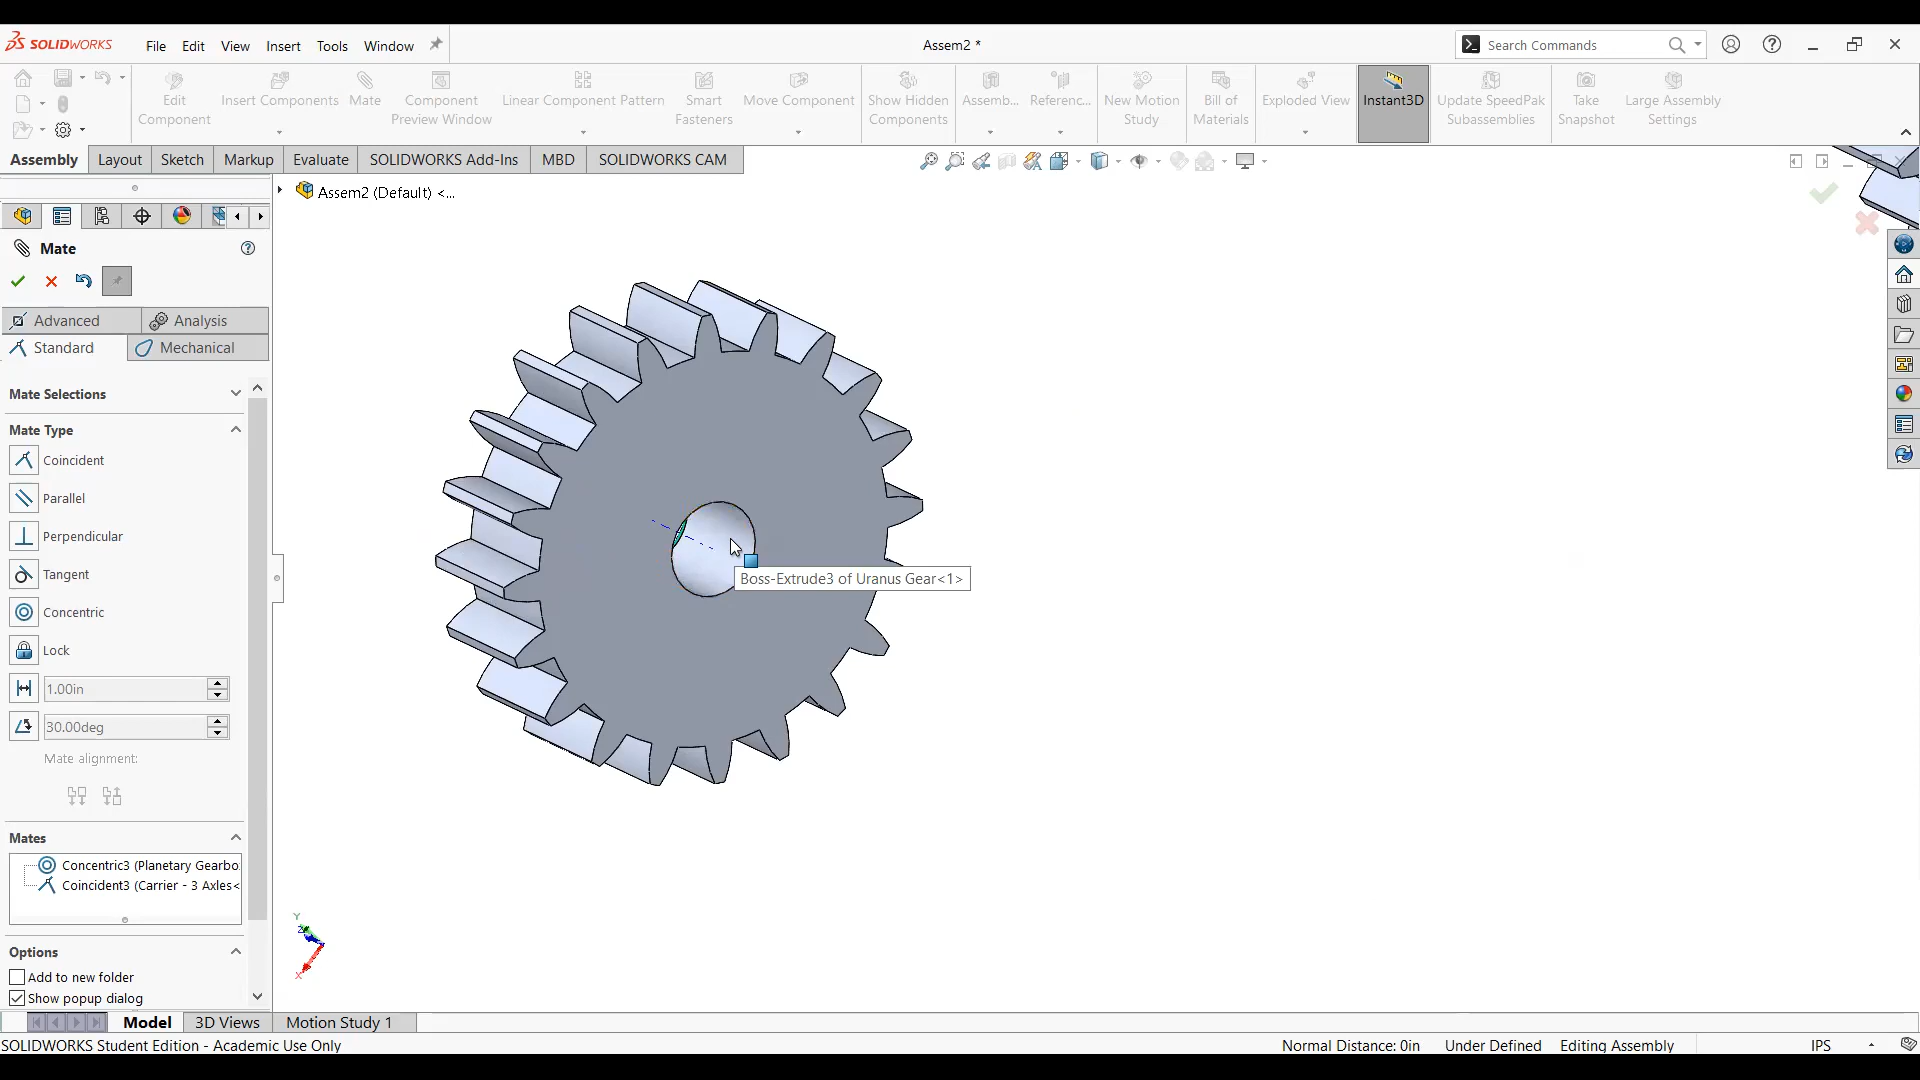 SOLIDWORKS
File Edit View Insert Tools Window
Assem2 *
Search Commands
Edit Component
Insert Components
Mate
Component Preview Window
Linear Component Pattern
Smart Fasteners
Move Component
Show Hidden Components
Assemb...
Referenc...
New Motion Study
Bill of Materials
Exploded View
Instant3D
Update SpeedPak Subassemblies
Take Snapshot
Large Assembly Settings
Assembly Layout Sketch Markup Evaluate SOLIDWORKS Add-Ins MBD SOLIDWORKS CAM
Assem2 (Default) <...
Mate
Advanced Analysis
Standard Mechanical
Mate Selections
Mate Type
Coincident
Parallel
Perpendicular
Tangent
Concentric
Lock
1.00in
30.00deg
Mate alignment:
Mates
Concentric3 (Planetary Gearbo
Coincident3 (Carrier - 3 Axles<
Options
Add to new folder
Show popup dialog
Boss-Extrude3 of Uranus Gear<1>
Y
Z
X
Model 3D Views Motion Study 1
SOLIDWORKS Student Edition - Academic Use Only
Normal Distance: 0in Under Defined Editing Assembly IPS